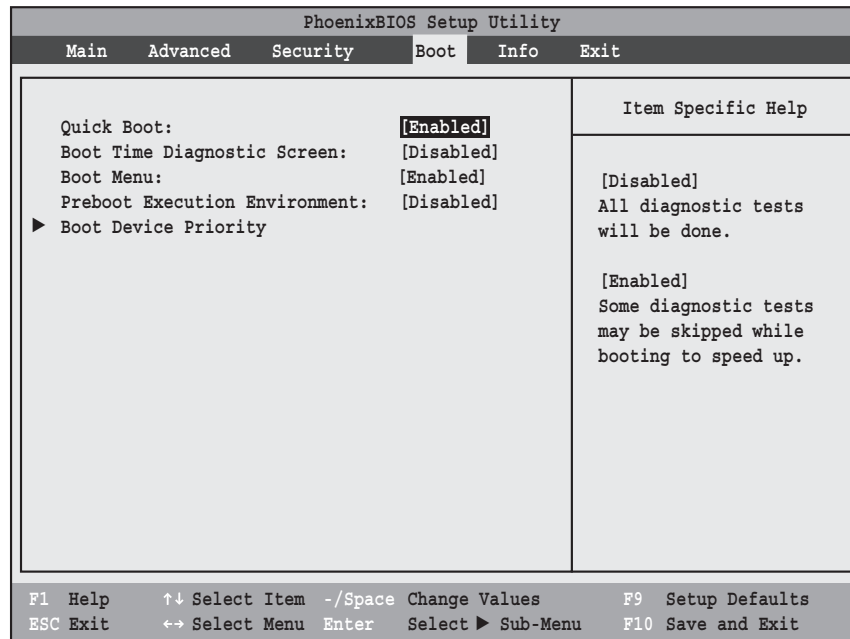 PhoenixBIOS Setup Utility
Main Advanced Security Boot Info Exit
Quick Boot: [Enabled]
Boot Time Diagnostic Screen: [Disabled]
Boot Menu: [Enabled]
Preboot Execution Environment: [Disabled]
▶ Boot Device Priority
Item Specific Help
[Disabled]
All diagnostic tests
will be done.
[Enabled]
Some diagnostic tests
may be skipped while
booting to speed up.
F1 Help ↑↓ Select Item -/Space Change Values F9 Setup Defaults
ESC Exit ←→ Select Menu Enter Select ▶ Sub-Menu F10 Save and Exit